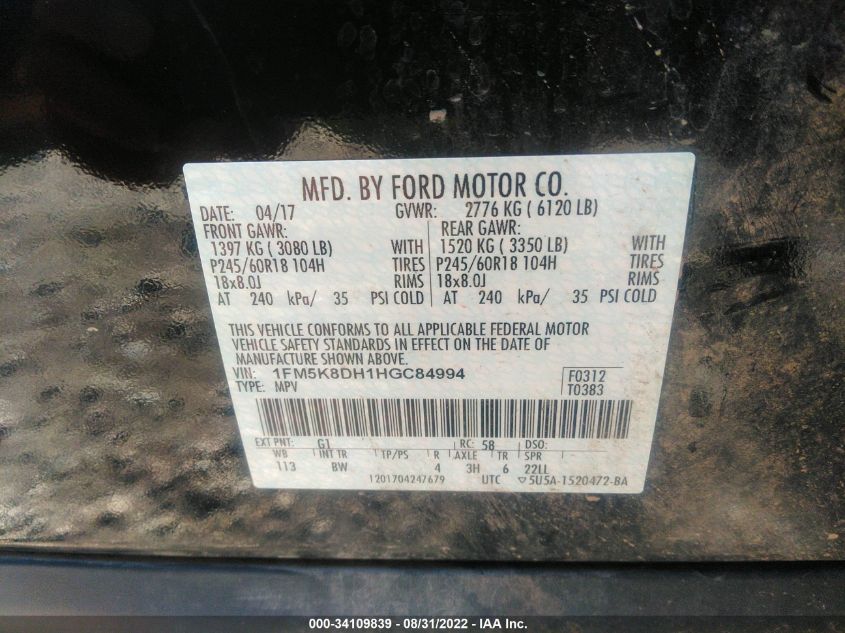 MFD. BY FORD MOTOR CO.
DATE: 04/17 GVWR: 2776 KG ( 6120 LB)
FRONT GAWR: REAR GAWR:
1397 KG ( 3080 LB) WITH 1520 KG ( 3350 LB) WITH
P245/60R18 104H TIRES P245/60R18 104H TIRES
18x8.0J RIMS 18x8.0J RIMS
AT 240 kPa/ 35 PSI COLD AT 240 kPa/ 35 PSI COLD
THIS VEHICLE CONFORMS TO ALL APPLICABLE FEDERAL MOTOR
VEHICLE SAFETY STANDARDS IN EFFECT ON THE DATE OF
MANUFACTURE SHOWN ABOVE.
VIN: 1FM5K8DH1HGC84994 F0312
TYPE: MPV T0383
EXT PNT: G1 RC: 58 DSO:
WB INT TR TP/PS R AXLE TR SPR
113 BW 4 3H 6 22LL
1201704247679 UTC ▽5U5A-1520472-BA
000-34109839 - 08/31/2022 - IAA Inc.